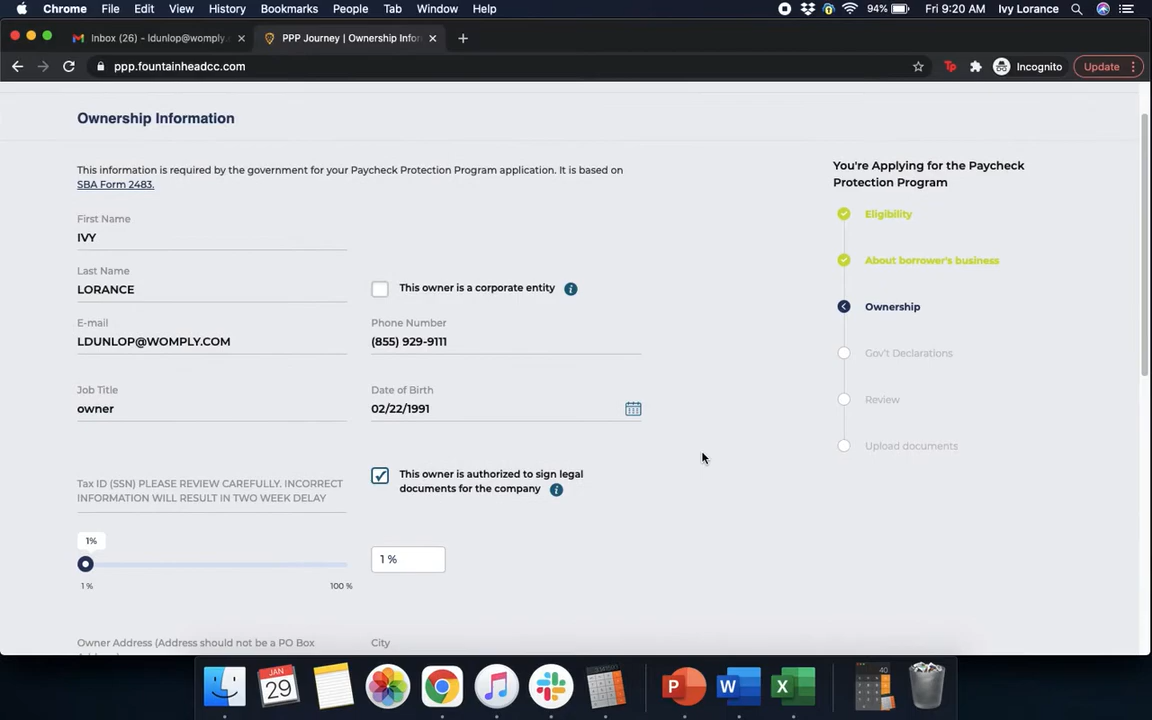 Chrome File Edit View History Bookmarks People Tab Window Help 94% Fri 9:20 AM Ivy Lorance
Inbox (26) - ldunlop@womply.c
PPP Journey | Ownership Infor
ppp.fountainheadcc.com
Incognito
Update
Ownership Information
This information is required by the government for your Paycheck Protection Program application. It is based on
SBA Form 2483.
First Name
IVY
Last Name
LORANCE
This owner is a corporate entity
E-mail
LDUNLOP@WOMPLY.COM
Phone Number
(855) 929-9111
Job Title
owner
Date of Birth
02/22/1991
Tax ID (SSN) PLEASE REVIEW CAREFULLY. INCORRECT
INFORMATION WILL RESULT IN TWO WEEK DELAY
This owner is authorized to sign legal
documents for the company
1%
1 %
1 %
100 %
Owner Address (Address should not be a PO Box
City
You're Applying for the Paycheck
Protection Program
Eligibility
About borrower's business
Ownership
Gov't Declarations
Review
Upload documents
JAN
29